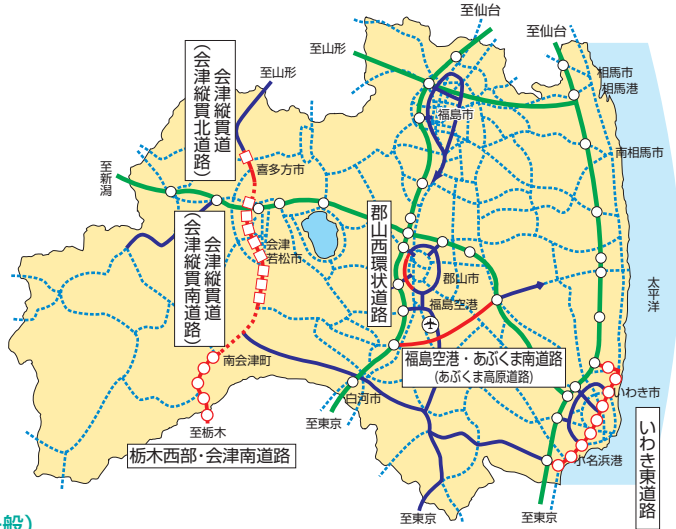 至仙台
至仙台
至山形
至山形
相馬市
相馬港
福島市
会津縦貫道
（会津縦貫北道路）
喜多方市
南相馬市
至新潟
会津縦貫道
（会津縦貫南道路）
会津
若松市
郡山西環状道路
郡山市
福島空港
太平洋
福島空港・あぶくま南道路
（あぶくま高原道路）
南会津町
白河市
いわき市
至栃木
至東京
栃木西部・会津南道路
小名浜港
いわき東道路
至東京
至東京
般）